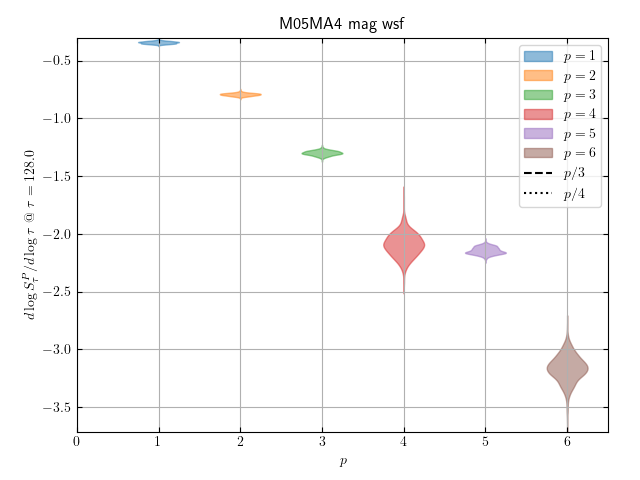 M05MA4 mag wsf
d log S_τ^P / d log τ @ τ = 128.0
−0.5
−1.0
−1.5
−2.0
−2.5
−3.0
−3.5
p = 1
p = 2
p = 3
p = 4
p = 5
p = 6
p/3
p/4
0 1 2 3 4 5 6
p